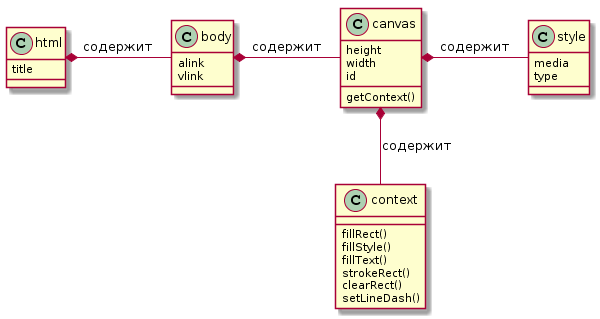 C html
title
содержит
C body
alink
vlink
содержит
C canvas
height
width
id
getContext()
содержит
C style
media
type
содержит
C context
fillRect()
fillStyle()
fillText()
strokeRect()
clearRect()
setLineDash()